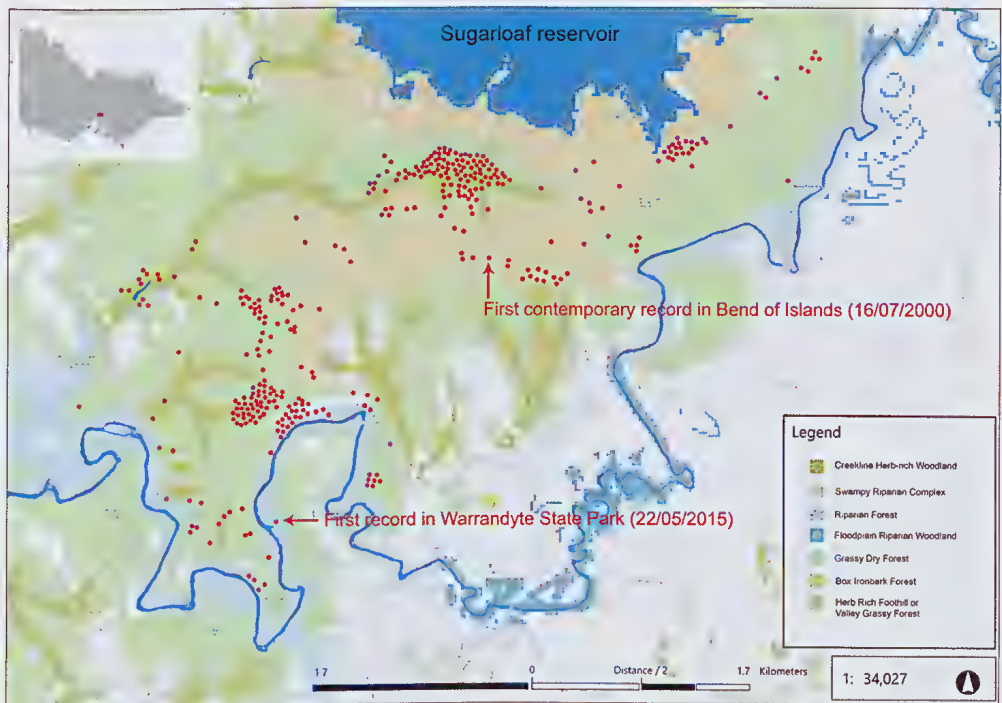 Sugarloaf reservoir
First contemporary record in Bend of Islands (16/07/2000)
First record in Warrandyte State Park (22/05/2015)
Legend
Creekline Herb-rich Woodland
Swampy Riparian Complex
Riparian Forest
Floodplain Riparian Woodland
Grassy Dry Forest
Box Ironbark Forest
Herb Rich Foothill or
Valley Grassy Forest
17 0 Distance / 2 1.7 Kilometers
1: 34,027